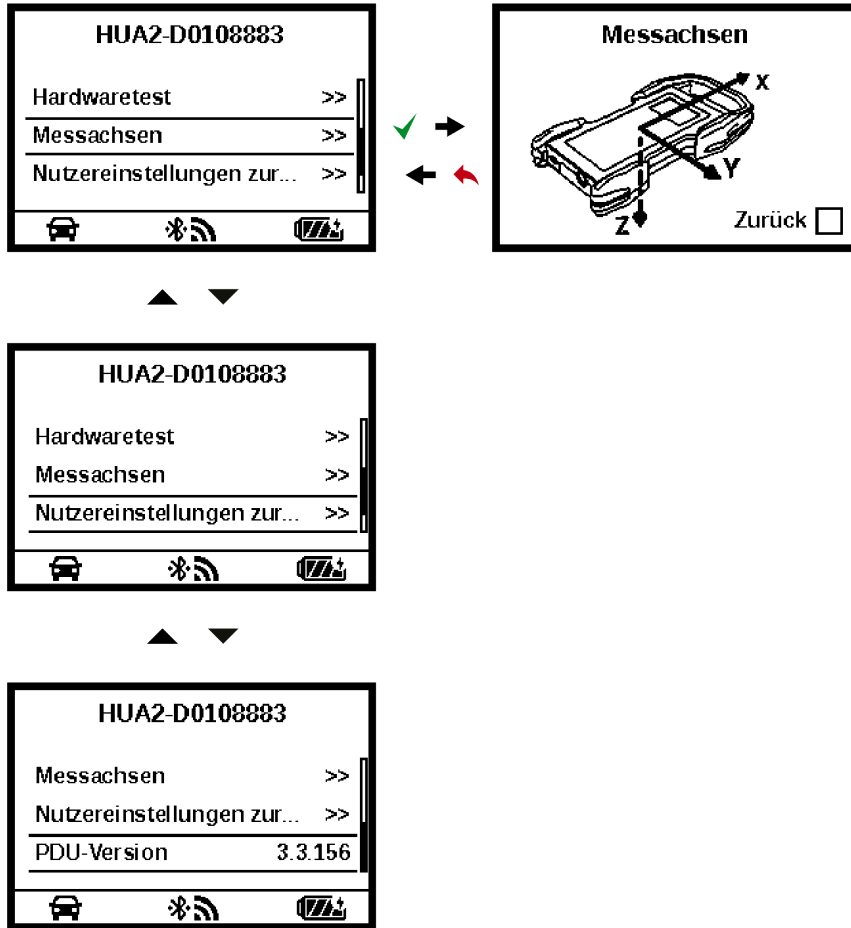 HUA2-D0108883
Hardwaretest >>
Messachsen >>
Nutzereinstellungen zur... >>
Messachsen
X
Y
Z
Zurück
HUA2-D0108883
Hardwaretest >>
Messachsen >>
Nutzereinstellungen zur... >>
HUA2-D0108883
Messachsen >>
Nutzereinstellungen zur... >>
PDU-Version 3.3.156